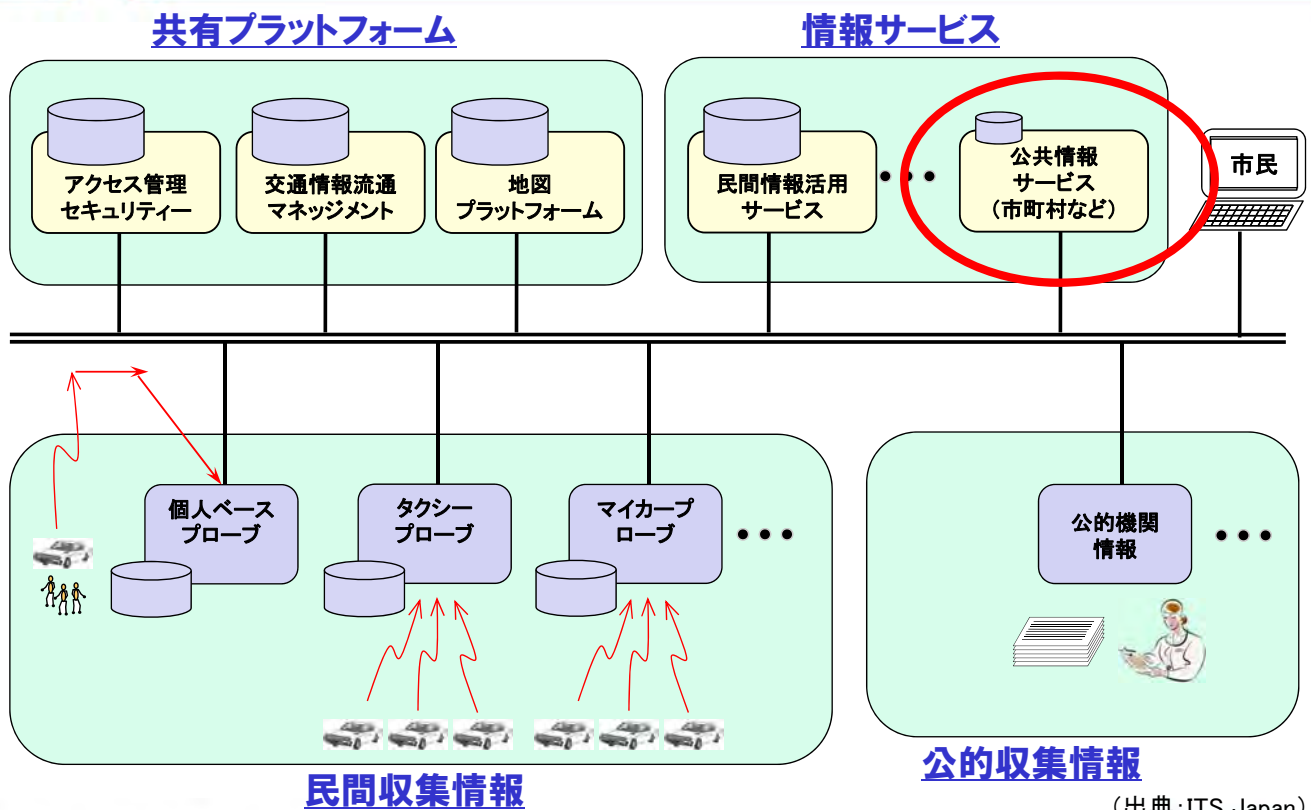 共有プラットフォーム
情報サービス
アクセス管理
セキュリティー
交通情報流通
マネッジメント
地図
プラットフォーム
民間情報活用
サービス
•••
公共情報
サービス
（市町村など）
市民
個人ベース
プローブ
タクシー
プローブ
マイカープ
ローブ
•••
公的機関
情報
•••
民間収集情報
公的収集情報
（出典：ITS Japan）